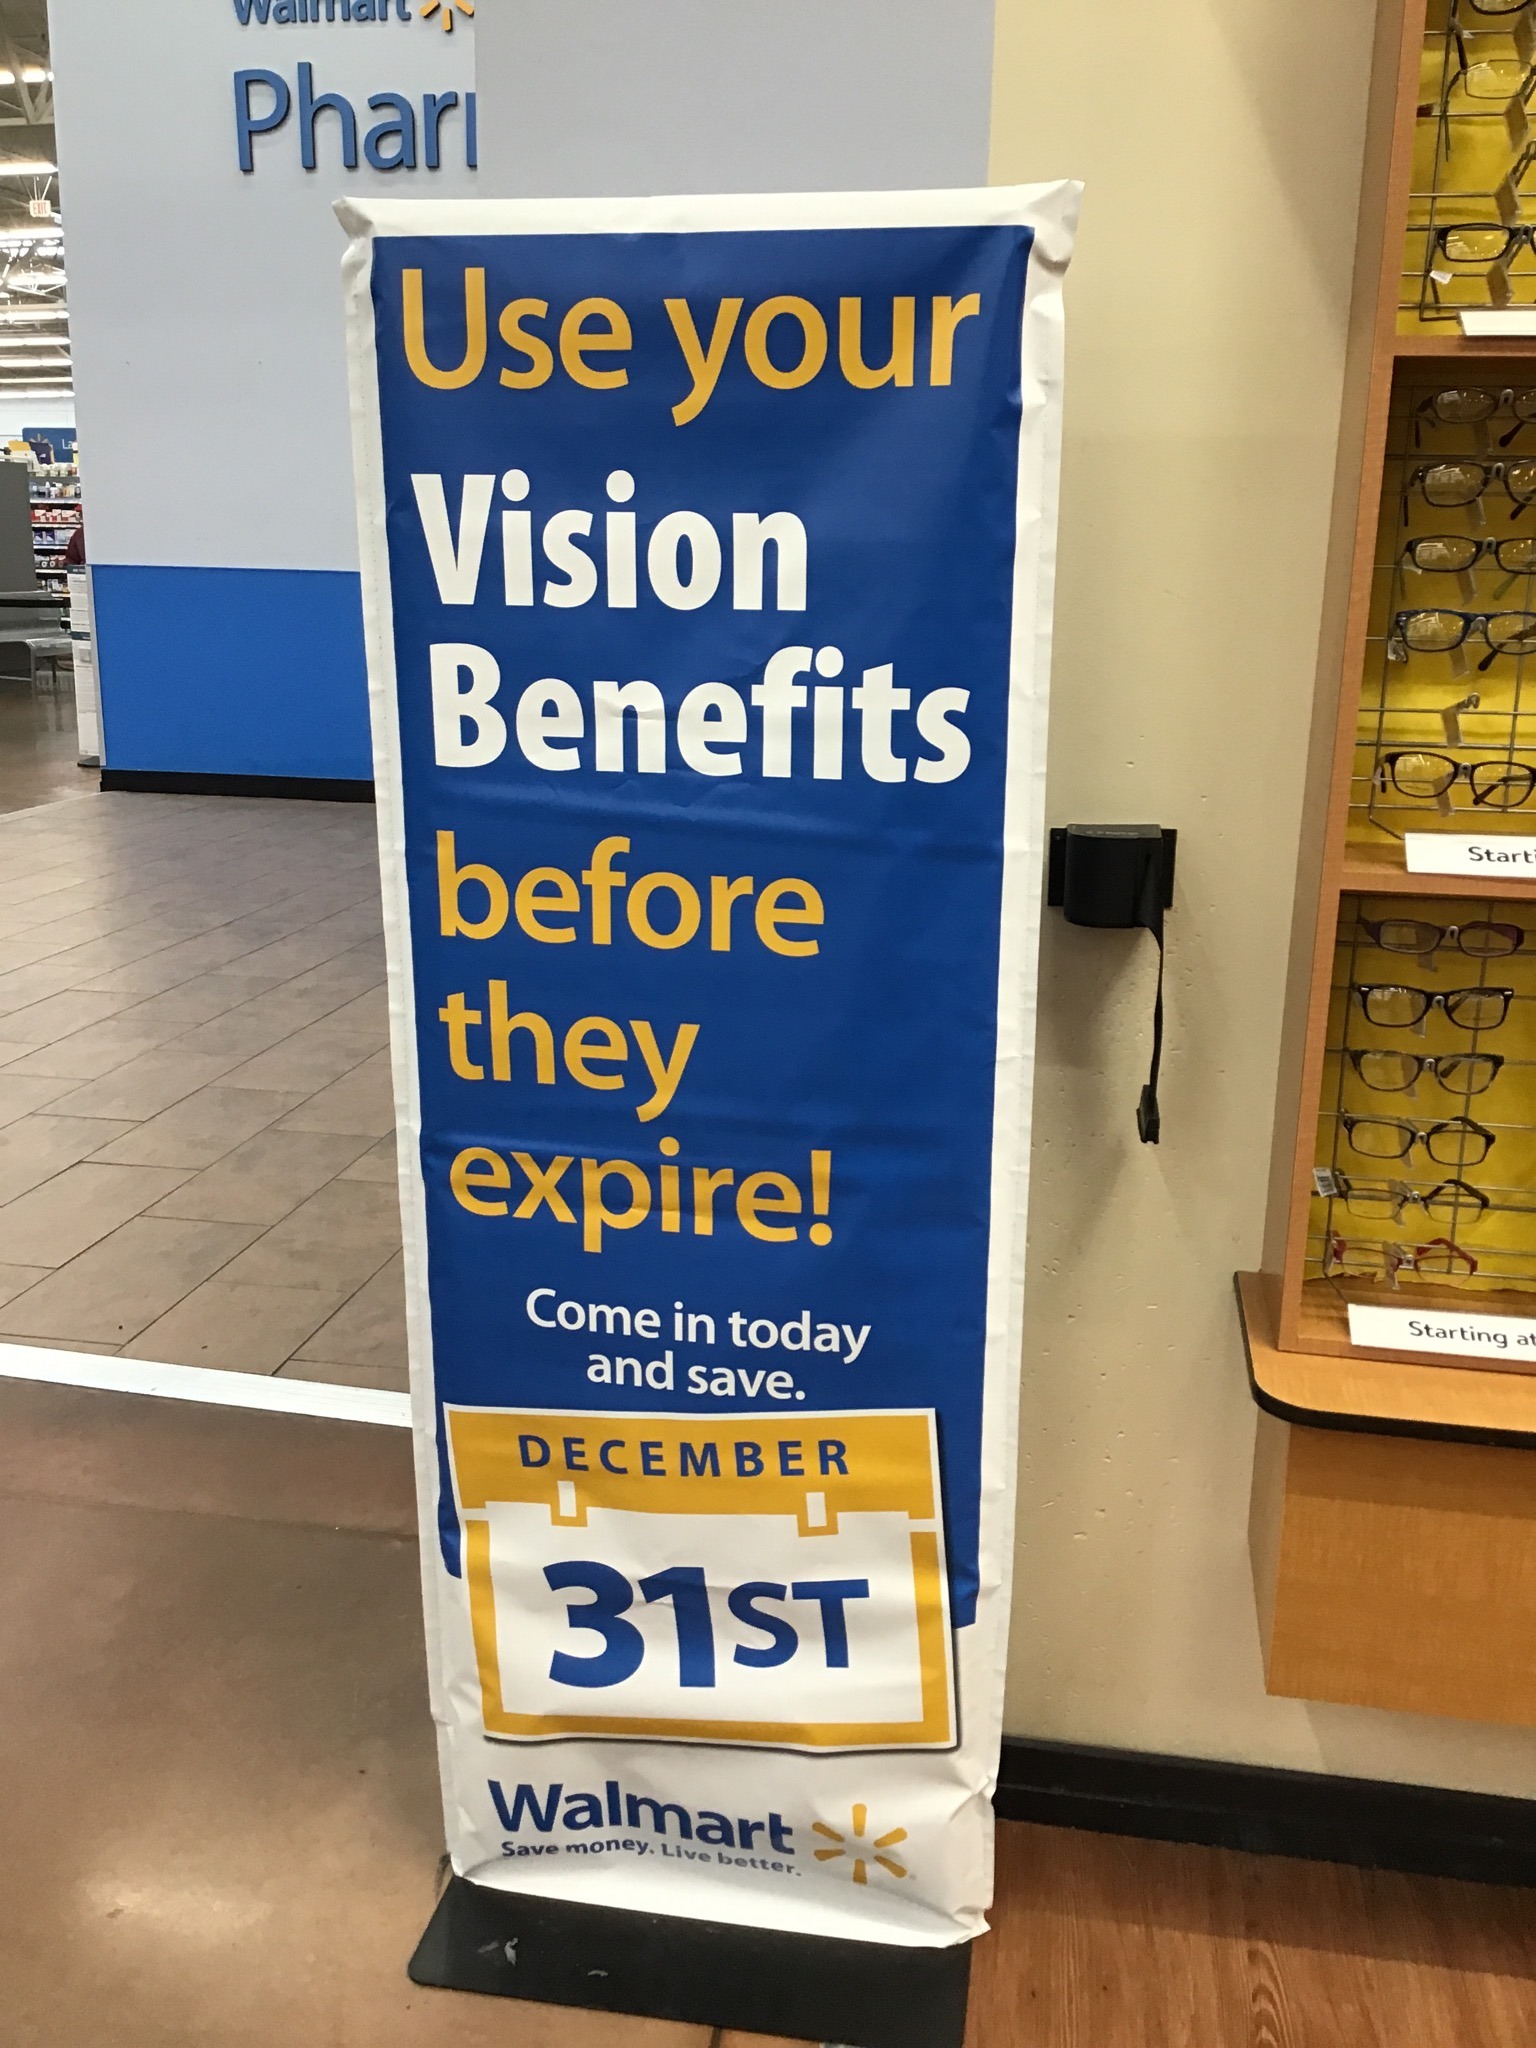 Walmart
Phar
EXIT
Use your
Vision
Benefits
before
they
expire!
Come in today
and save.
DECEMBER
31ST
Walmart
Save money. Live better.
Starting at